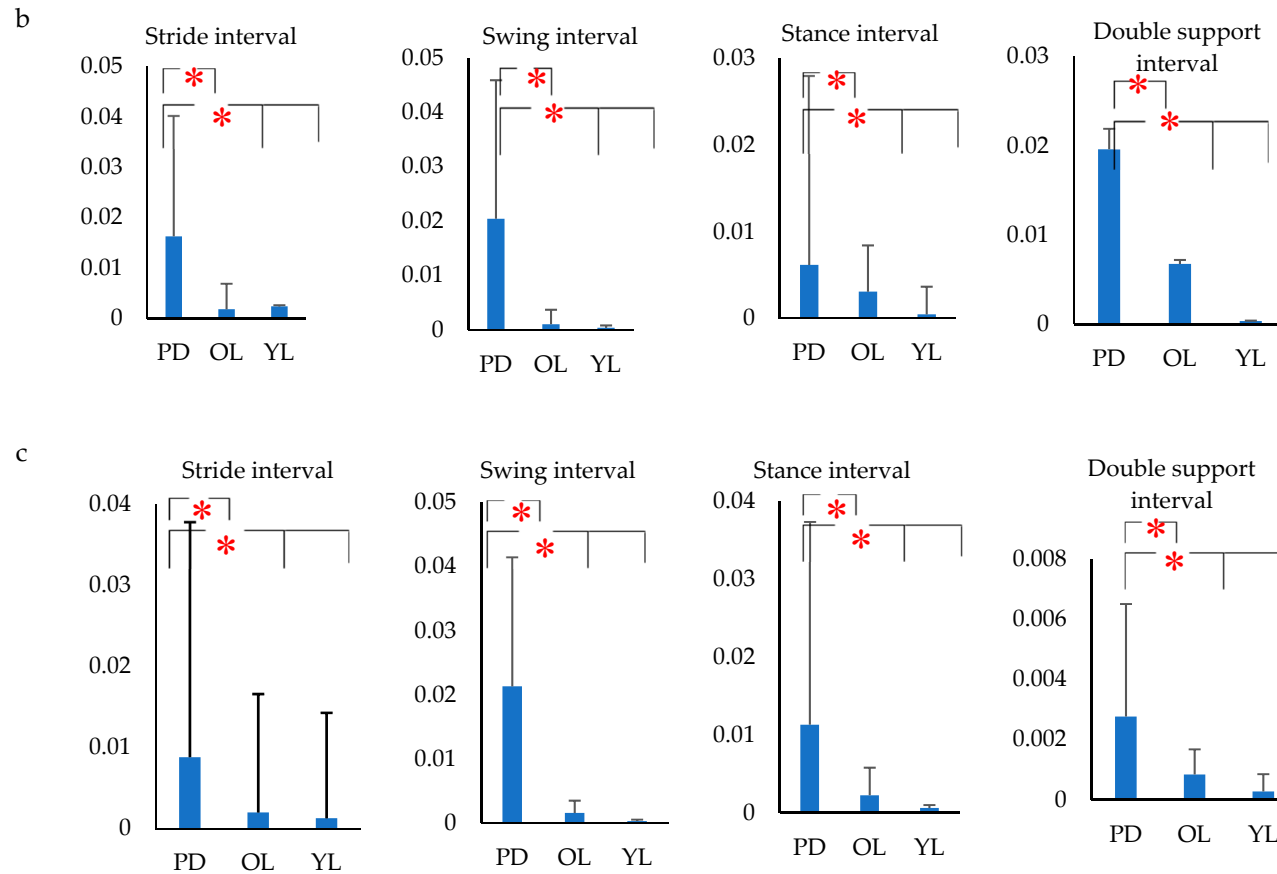 b
Stride interval
0.05
0.04
0.03
0.02
0.01
0
*
*
PD OL YL
Swing interval
0.05
0.04
0.03
0.02
0.01
0
*
*
PD OL YL
Stance interval
0.03
0.02
0.01
0
*
*
PD OL YL
Double support
interval
0.03
0.02
0.01
0
*
*
PD OL YL
c
Stride interval
0.04
0.03
0.02
0.01
0
*
*
PD OL YL
Swing interval
0.05
0.04
0.03
0.02
0.01
0
*
*
PD OL YL
Stance interval
0.04
0.03
0.02
0.01
0
*
*
PD OL YL
Double support
interval
0.008
0.006
0.004
0.002
0
*
*
PD OL YL